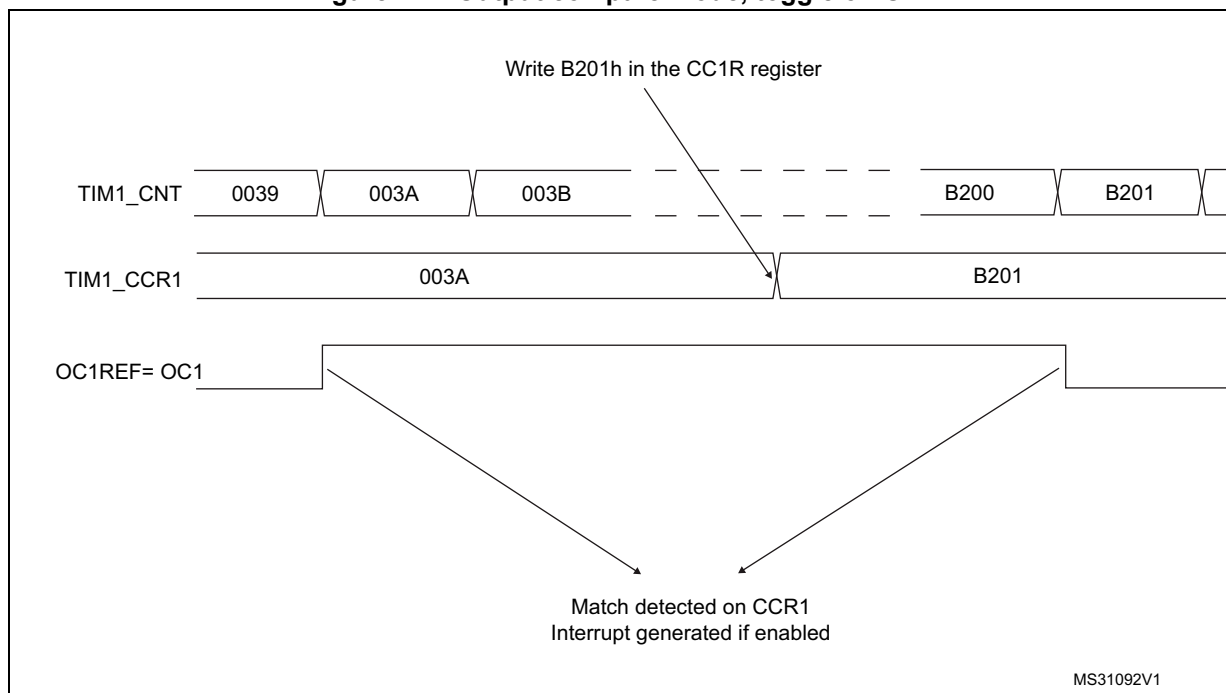 Write B201h in the CC1R register
TIM1_CNT 0039 003A 003B B200 B201
TIM1_CCR1 003A B201
OC1REF= OC1
Match detected on CCR1
Interrupt generated if enabled
MS31092V1